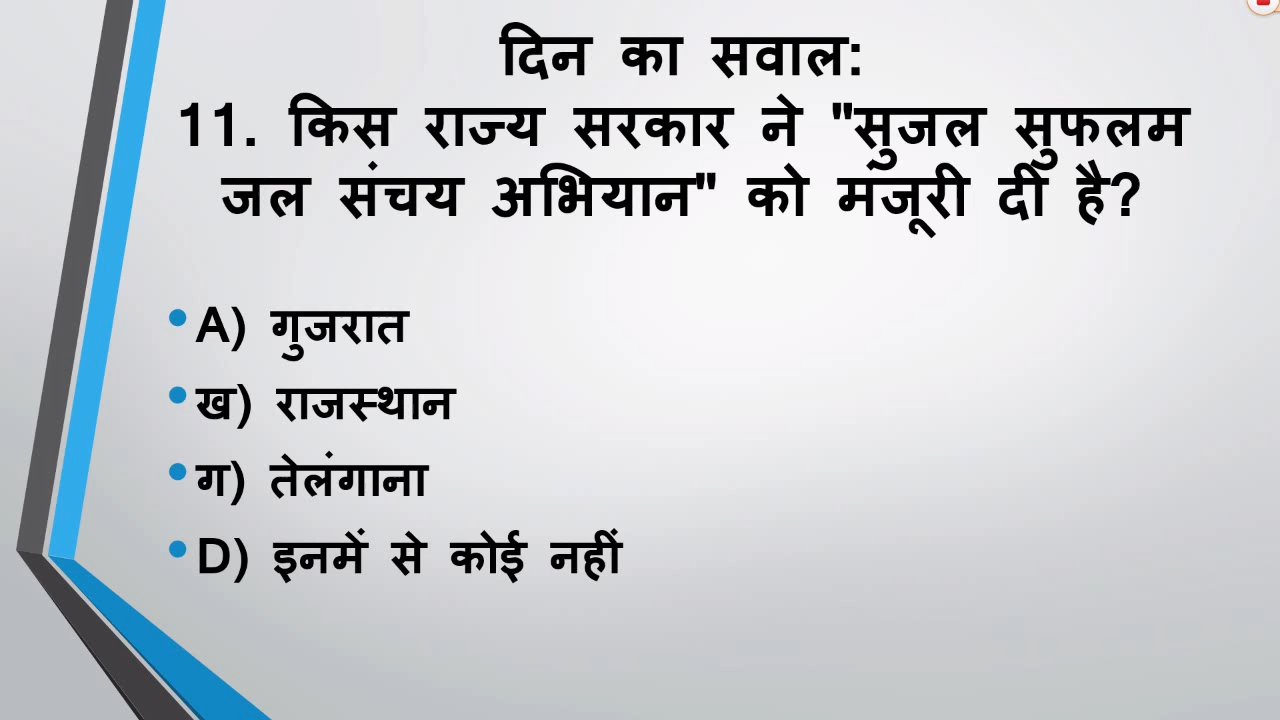 दिन का सवाल:
11. किस राज्य सरकार ने "सुजल सुफलम
जल संचय अभियान" को मंजूरी दी है?
• A) गुजरात
• ख) राजस्थान
• ग) तेलंगाना
• D) इनमें से कोई नहीं